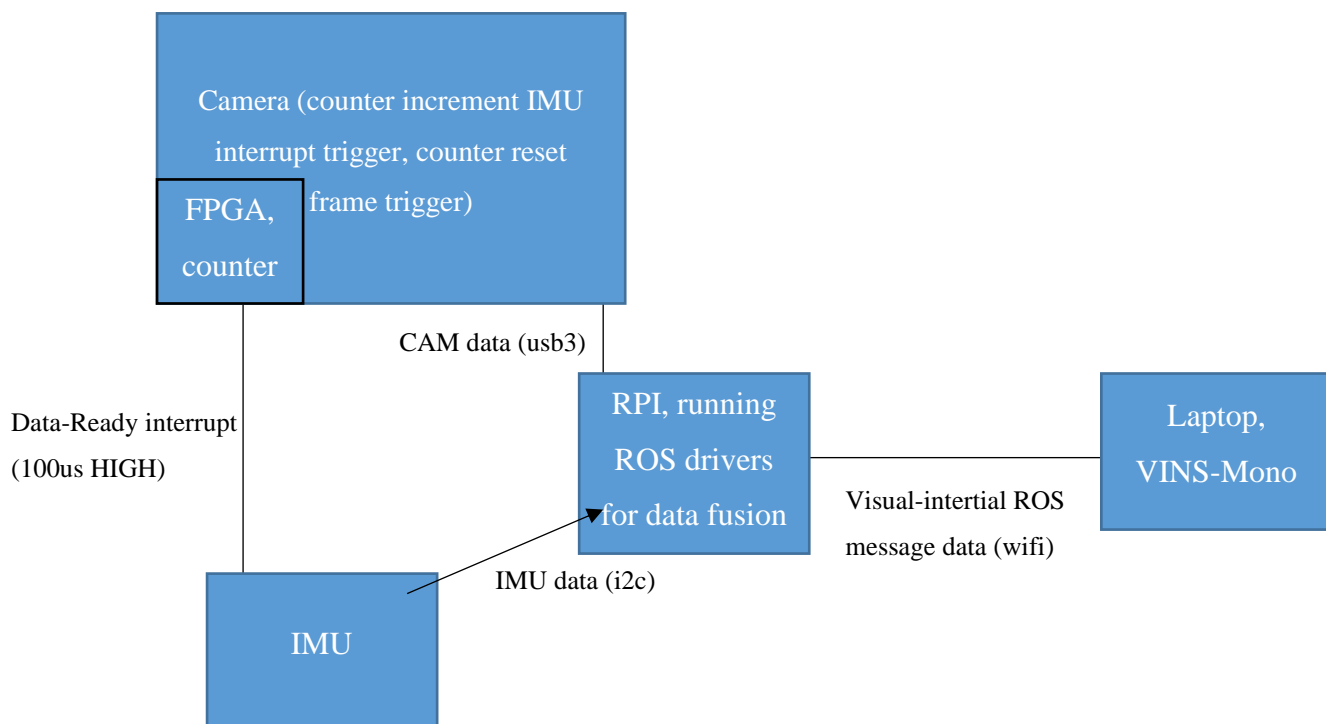 Camera (counter increment IMU
interrupt trigger, counter reset
frame trigger)
FPGA,
counter
CAM data (usb3)
Data-Ready interrupt
(100us HIGH)
RPI, running
ROS drivers
for data fusion
Laptop,
VINS-Mono
Visual-intertial ROS
message data (wifi)
IMU data (i2c)
IMU